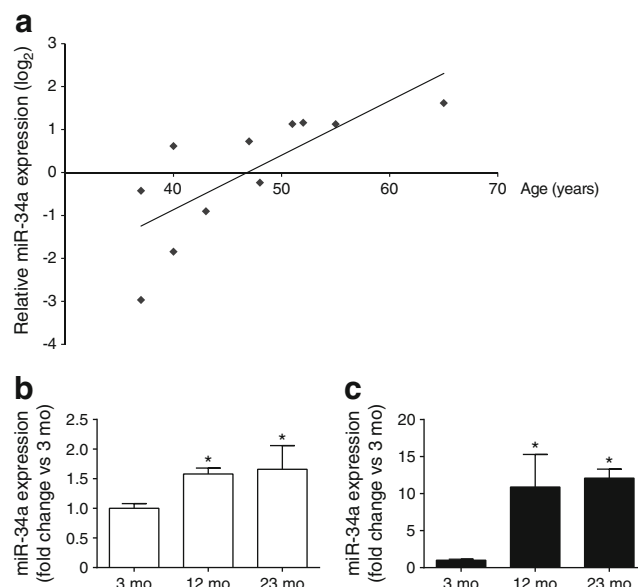 a
Relative miR-34a expression (log2)
3
2
1
0
-1
-2
-3
-4
40
50
60
70
Age (years)
b
miR-34a expression
(fold change vs 3 mo)
2.5
2.0
1.5
1.0
0.5
0
*
*
3 mo
12 mo
23 mo
c
miR-34a expression
(fold change vs 3 mo)
20
15
10
5
0
*
*
3 mo
12 mo
23 mo